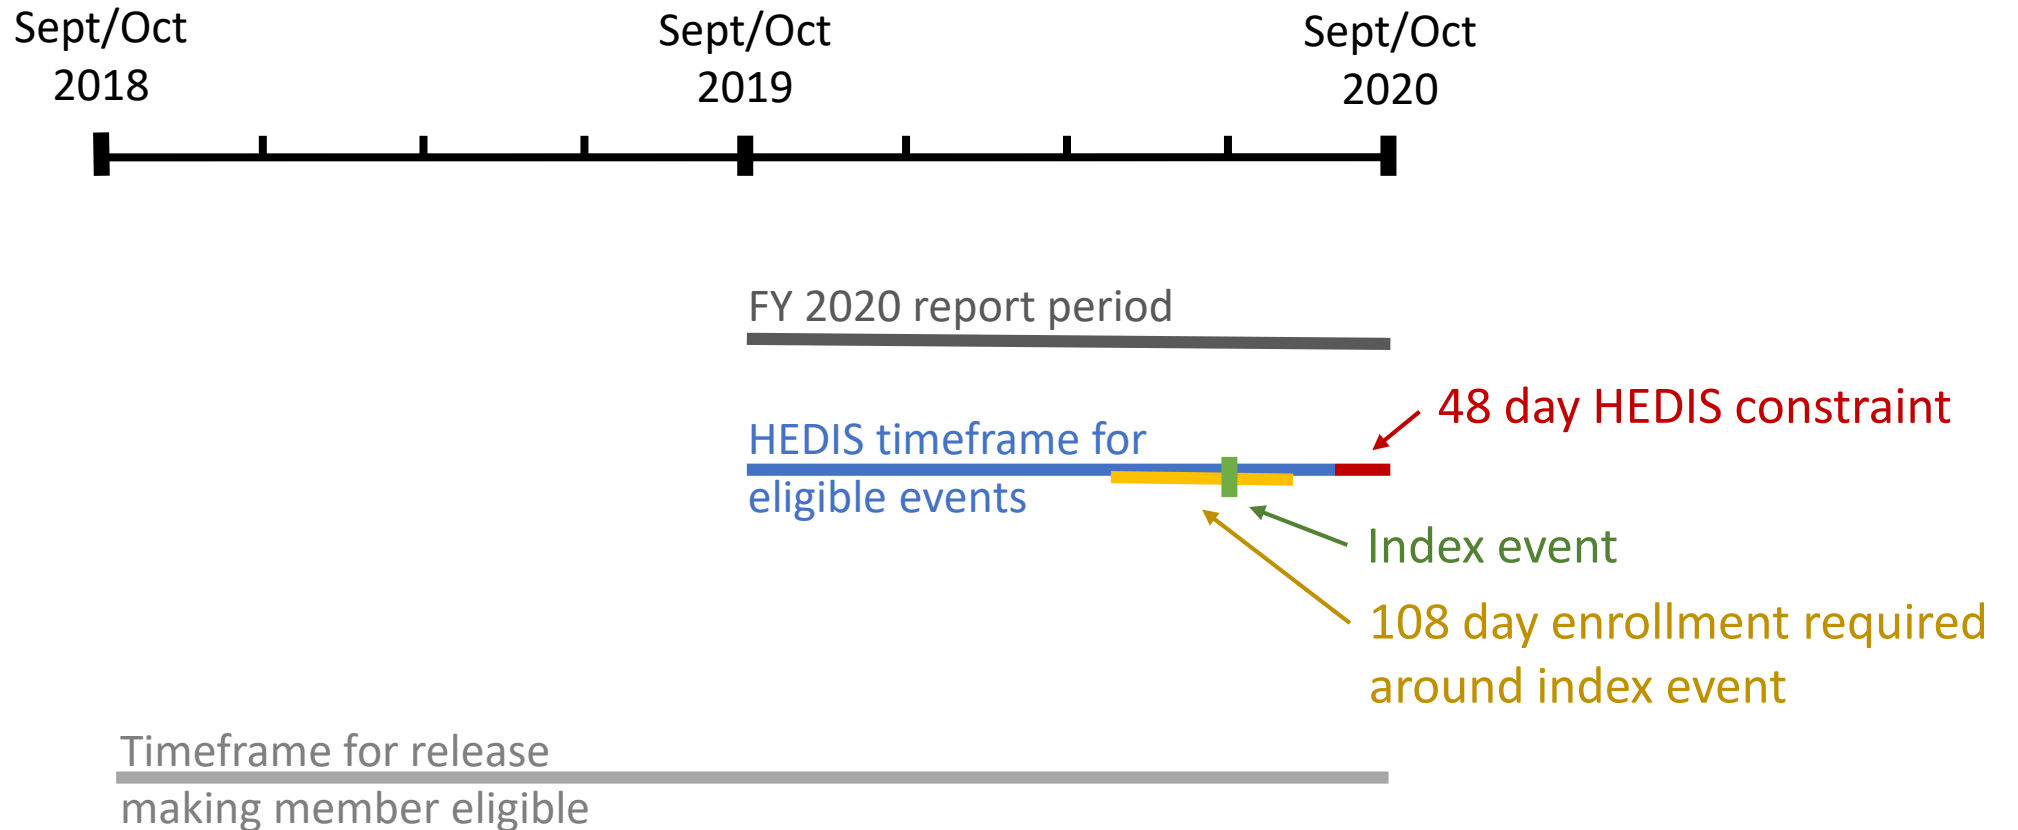 Sept/Oct
2018
Sept/Oct
2019
Sept/Oct
2020
FY 2020 report period
48 day HEDIS constraint
HEDIS timeframe for
eligible events
Index event
108 day enrollment required
around index event
Timeframe for release
making member eligible